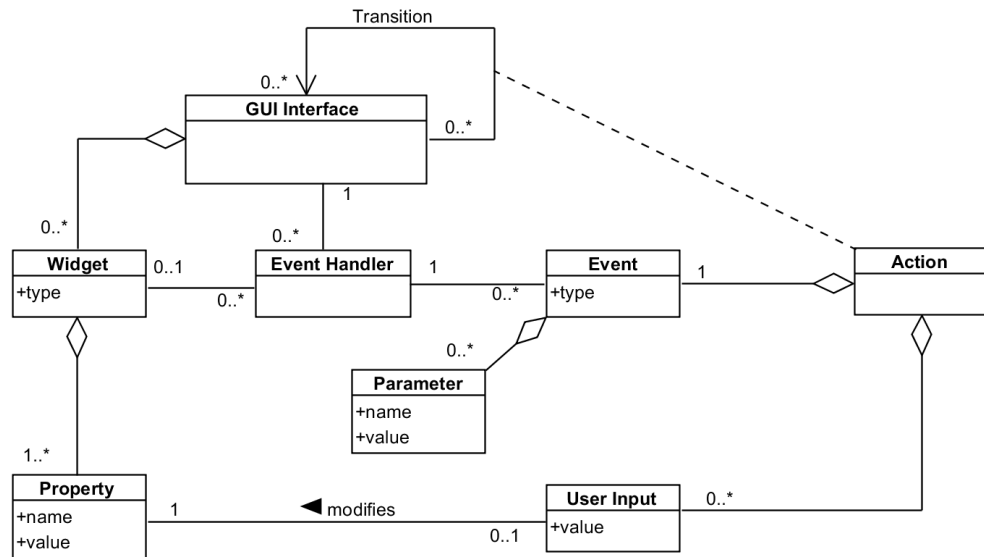 Transition
0..*
GUI Interface
0..*
1
0..*
0..*
Widget
+type
0..1
0..*
Event Handler
1
0..*
Event
+type
1
Action
0..*
Parameter
+name
+value
1..*
Property
+name
+value
1
modifies
0..1
User Input
+value
0..*